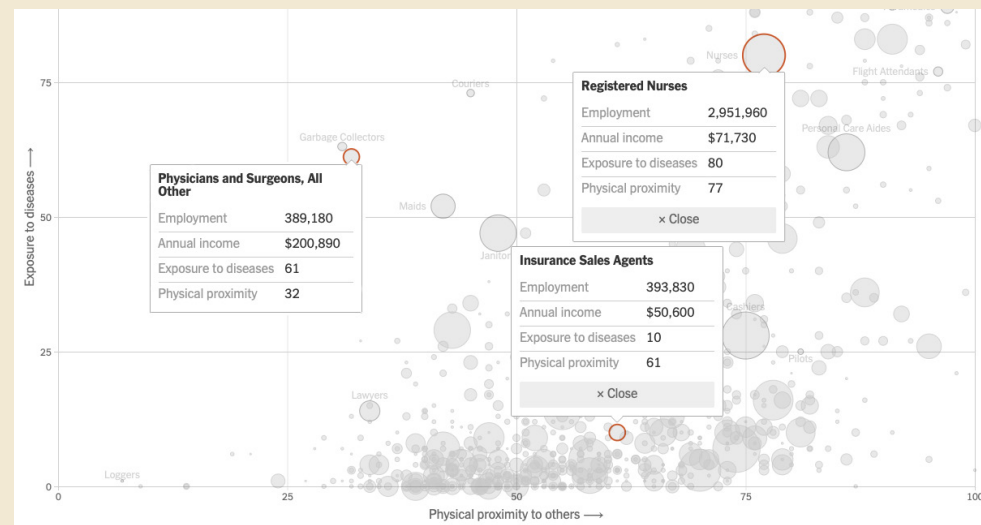 Nurses
Flight Attendants
75
Couriers
Registered Nurses
Employment 2,951,960
Annual income $71,730
Exposure to diseases 80
Physical proximity 77
× Close
Personal Care Aides
Garbage Collectors
Physicians and Surgeons, All
Other
Employment 389,180
Annual income $200,890
Exposure to diseases 61
Physical proximity 32
Exposure to diseases →
50
Maids
Insurance Sales Agents
Employment 393,830
Annual income $50,600
Exposure to diseases 10
Physical proximity 61
× Close
Cashiers
25
Pilots
Lawyers
Loggers
0
0
25
50
75
100
Physical proximity to others →